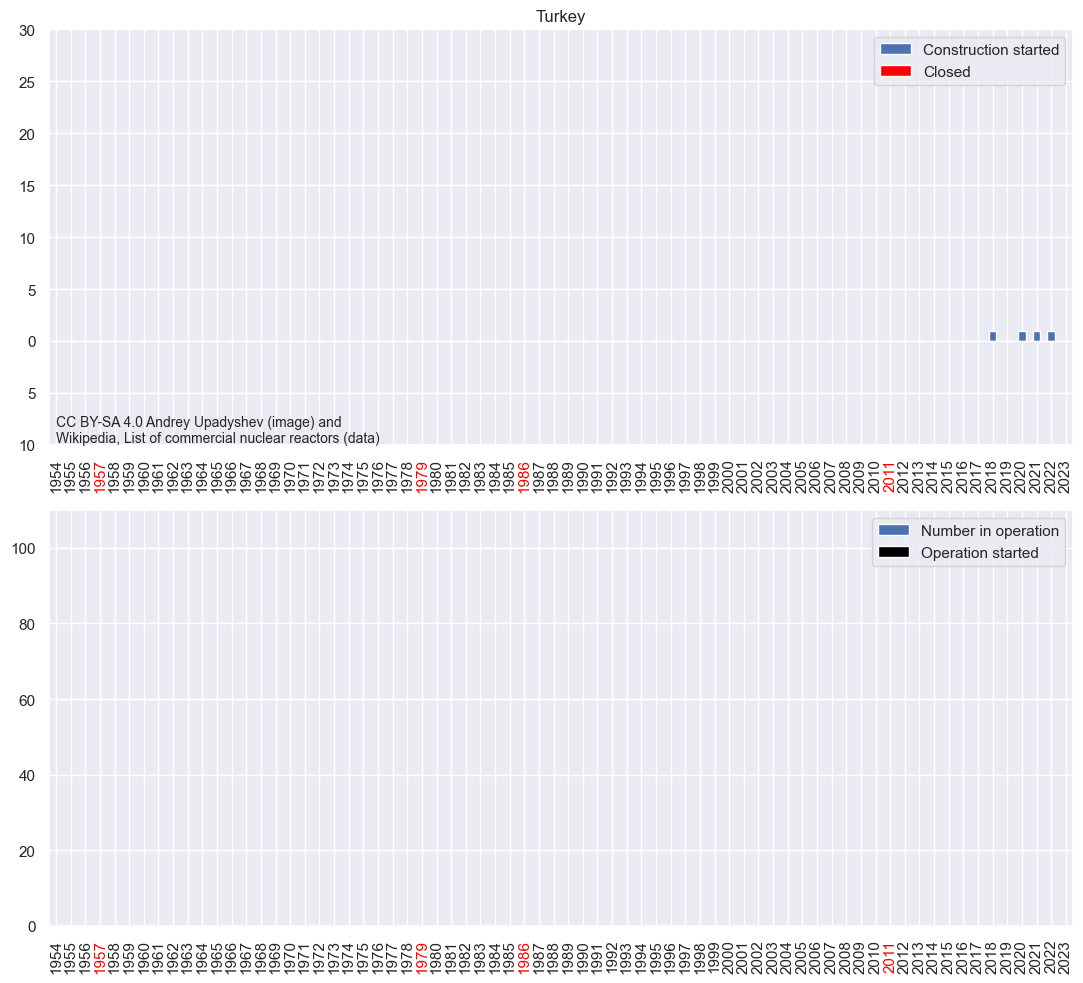 Turkey
30
25
20
15
10
5
0
5
10
Construction started
Closed
CC BY-SA 4.0 Andrey Upadyshev (image) and
Wikipedia, List of commercial nuclear reactors (data)
1954 1955 1956 1957 1958 1959 1960 1961 1962 1963 1964 1965 1966 1967 1968 1969 1970 1971 1972 1973 1974 1975 1976 1977 1978 1979 1980 1981 1982 1983 1984 1985 1986 1987 1988 1989 1990 1991 1992 1993 1994 1995 1996 1997 1998 1999 2000 2001 2002 2003 2004 2005 2006 2007 2008 2009 2010 2011 2012 2013 2014 2015 2016 2017 2018 2019 2020 2021 2022 2023
100
80
60
40
20
0
Number in operation
Operation started
1954 1955 1956 1957 1958 1959 1960 1961 1962 1963 1964 1965 1966 1967 1968 1969 1970 1971 1972 1973 1974 1975 1976 1977 1978 1979 1980 1981 1982 1983 1984 1985 1986 1987 1988 1989 1990 1991 1992 1993 1994 1995 1996 1997 1998 1999 2000 2001 2002 2003 2004 2005 2006 2007 2008 2009 2010 2011 2012 2013 2014 2015 2016 2017 2018 2019 2020 2021 2022 2023